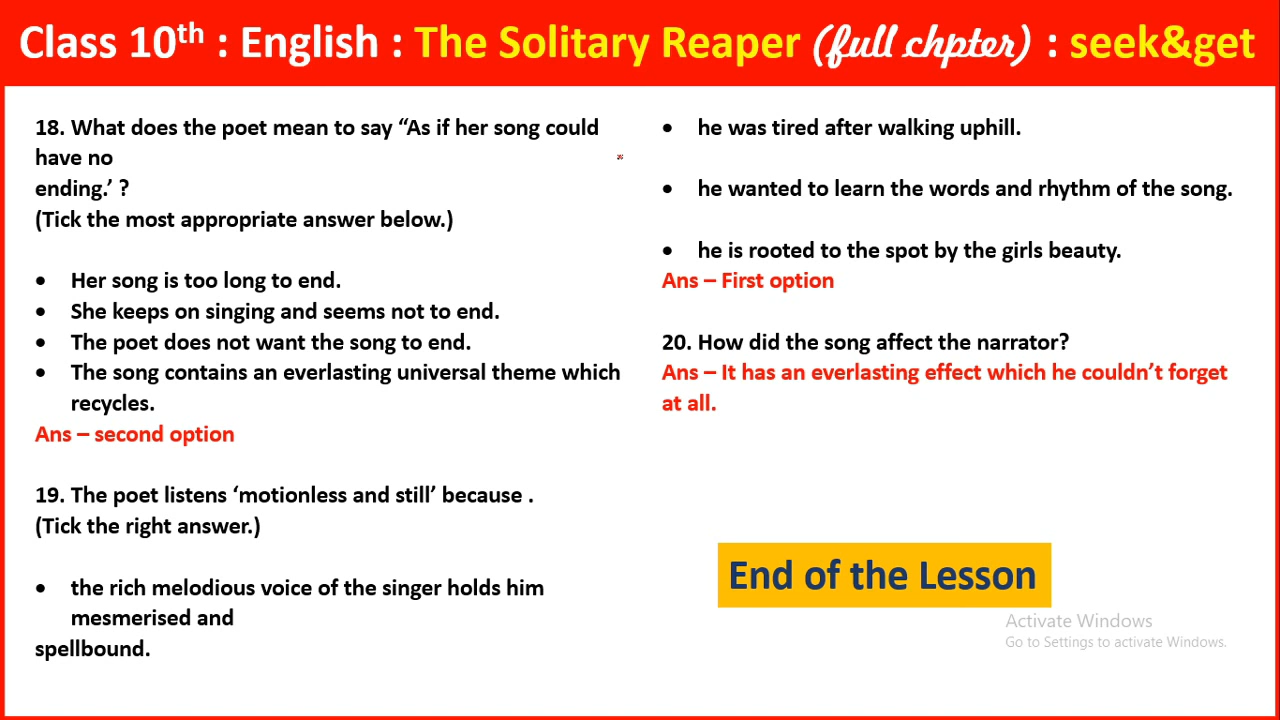 Class 10th : English : The Solitary Reaper (full chpter) : seek&get
18. What does the poet mean to say “As if her song could
have no
ending.’ ?
(Tick the most appropriate answer below.)
• Her song is too long to end.
• She keeps on singing and seems not to end.
• The poet does not want the song to end.
• The song contains an everlasting universal theme which
recycles.
Ans – second option
19. The poet listens ‘motionless and still’ because .
(Tick the right answer.)
• the rich melodious voice of the singer holds him
mesmerised and
spellbound.
• he was tired after walking uphill.
• he wanted to learn the words and rhythm of the song.
• he is rooted to the spot by the girls beauty.
Ans – First option
20. How did the song affect the narrator?
Ans – It has an everlasting effect which he couldn’t forget
at all.
End of the Lesson
Activate Windows
Go to Settings to activate Windows.